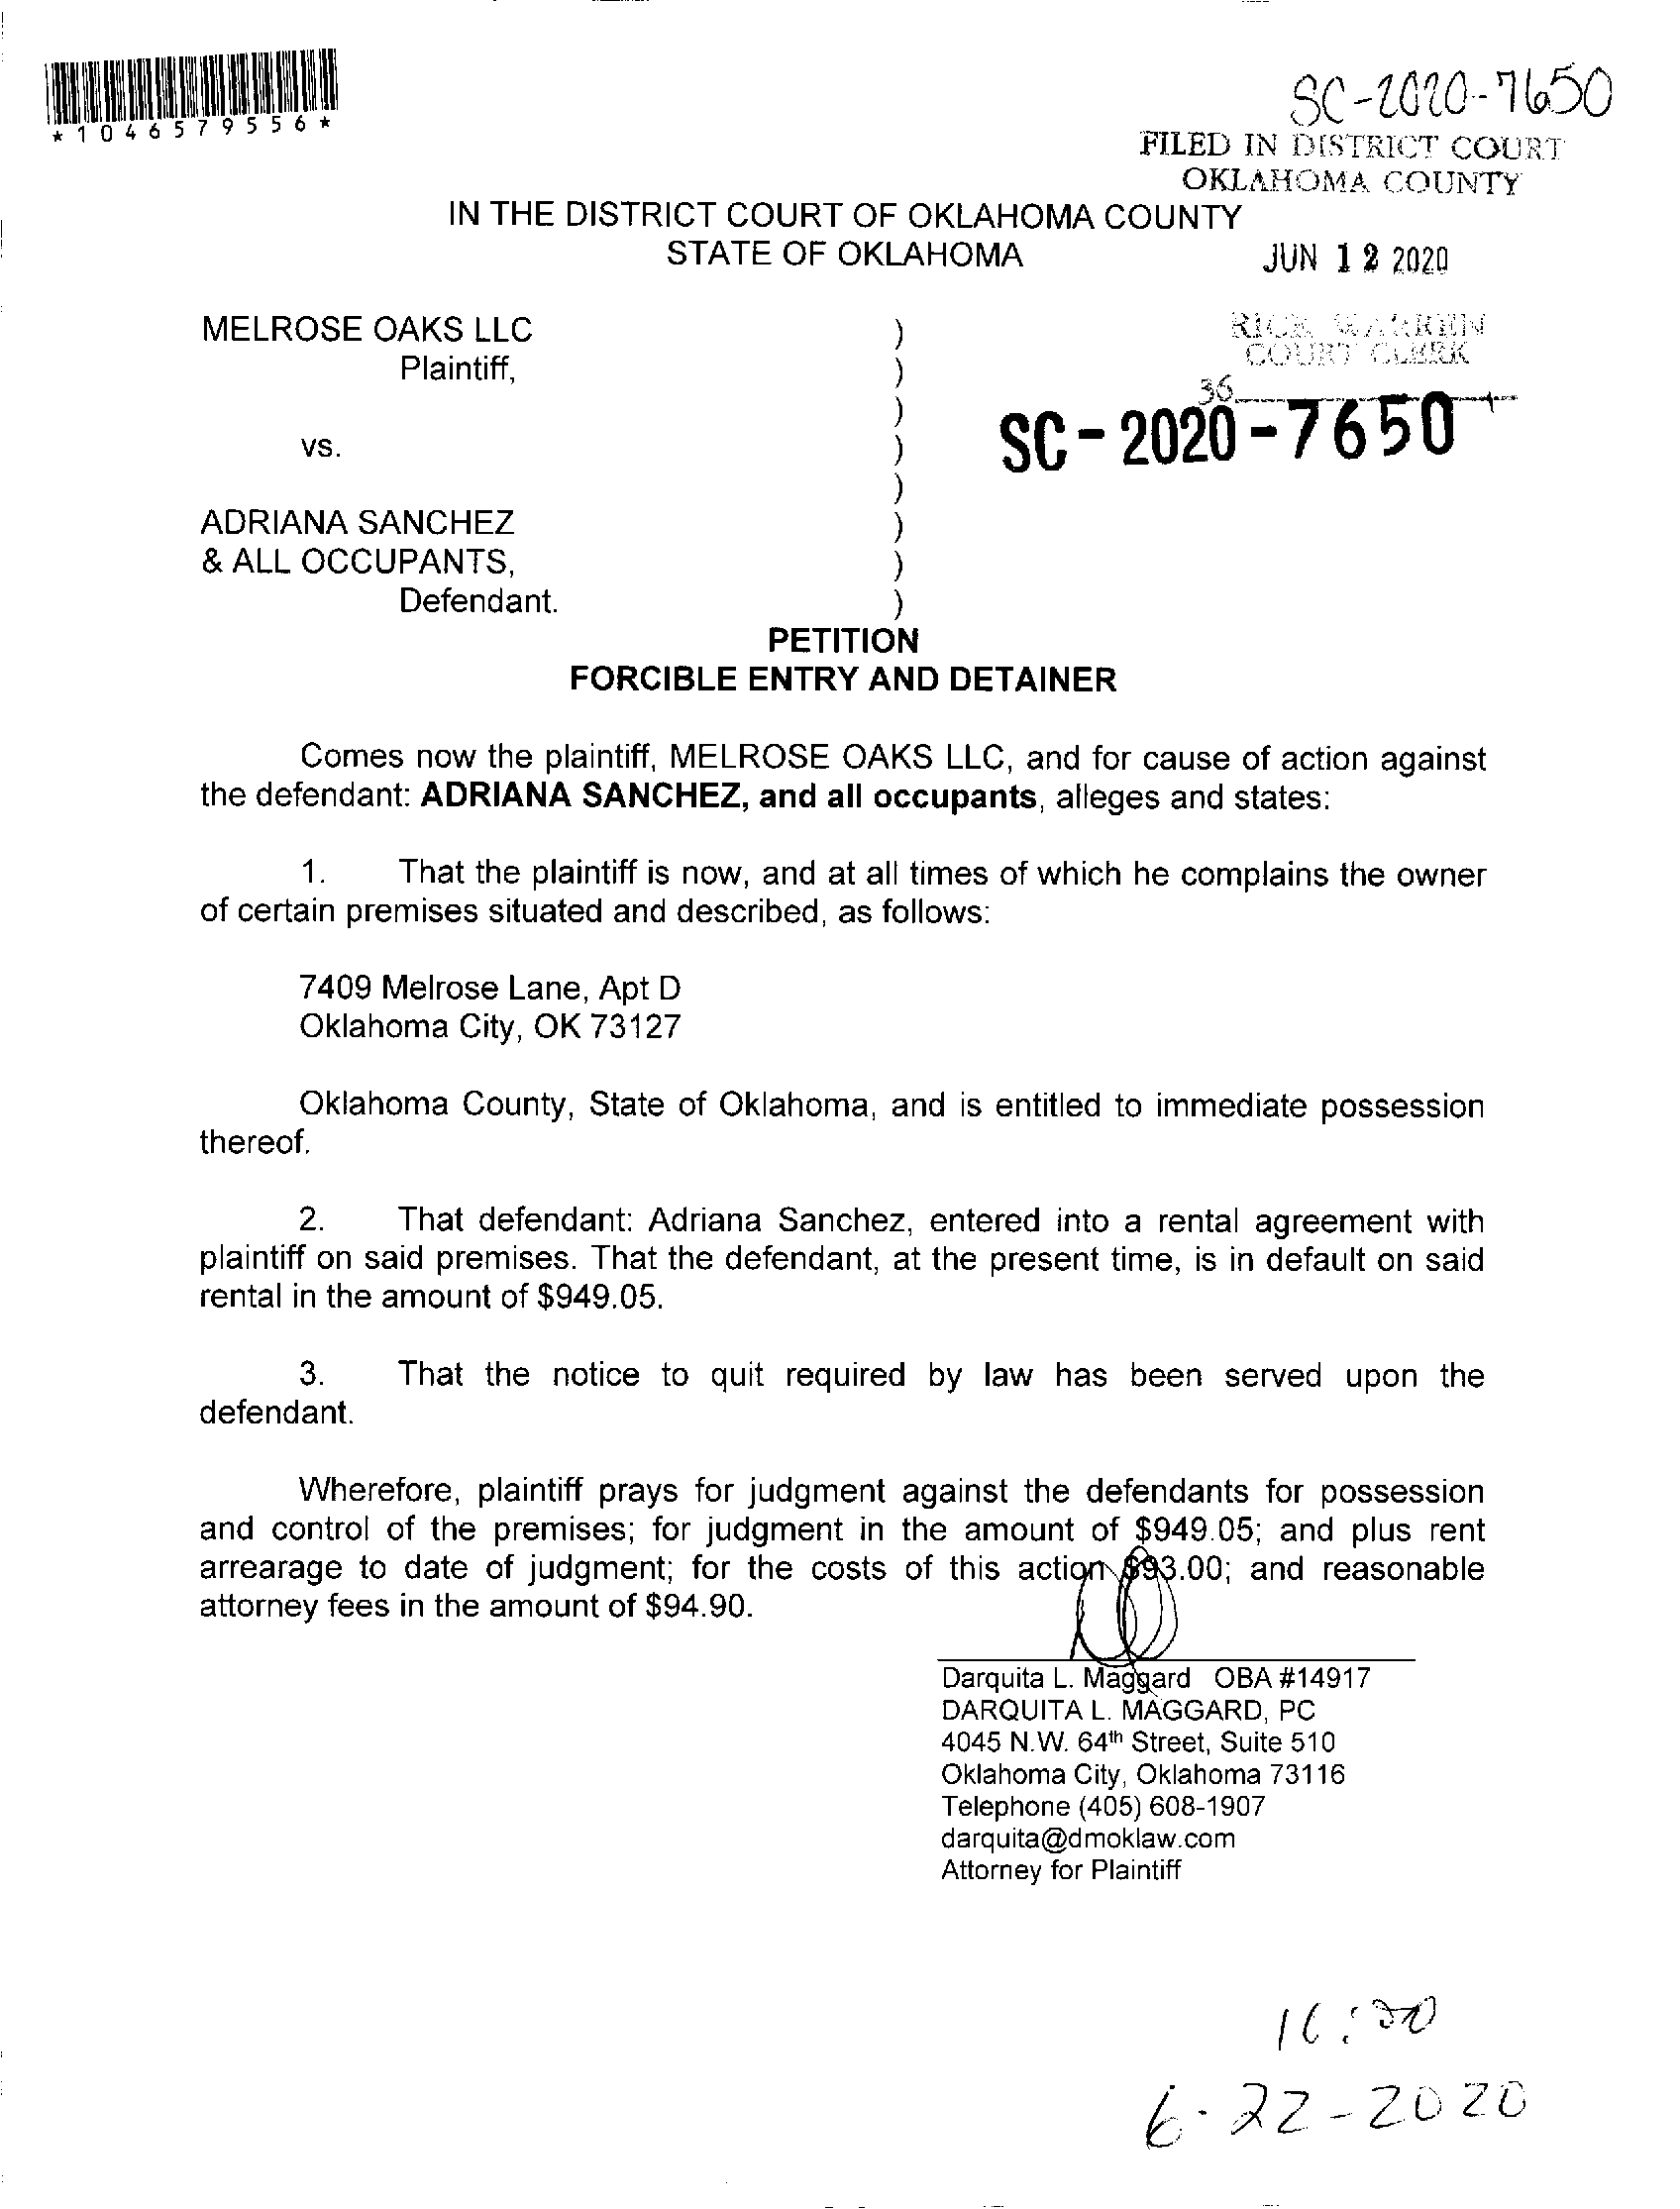 *1046579556*
SC-2020-7650
FILED IN DISTRICT COURT
OKLAHOMA COUNTY
IN THE DISTRICT COURT OF OKLAHOMA COUNTY
STATE OF OKLAHOMA
JUN 12 2020
MELROSE OAKS LLC )
RICK WARREN
COURT CLERK
Plaintiff, )
36
)
SC-2020-7650
vs. )
)
ADRIANA SANCHEZ )
& ALL OCCUPANTS, )
Defendant. )
PETITION
FORCIBLE ENTRY AND DETAINER
Comes now the plaintiff, MELROSE OAKS LLC, and for cause of action against
the defendant: ADRIANA SANCHEZ, and all occupants, alleges and states:
1. That the plaintiff is now, and at all times of which he complains the owner
of certain premises situated and described, as follows:
7409 Melrose Lane, Apt D
Oklahoma City, OK 73127
Oklahoma County, State of Oklahoma, and is entitled to immediate possession
thereof.
2. That defendant: Adriana Sanchez, entered into a rental agreement with
plaintiff on said premises. That the defendant, at the present time, is in default on said
rental in the amount of $949.05.
3. That the notice to quit required by law has been served upon the
defendant.
Wherefore, plaintiff prays for judgment against the defendants for possession
and control of the premises; for judgment in the amount of $949.05; and plus rent
arrearage to date of judgment; for the costs of this action $93.00; and reasonable
attorney fees in the amount of $94.90.
Darquita L. Maggard OBA #14917
DARQUITA L. MAGGARD, PC
4045 N.W. 64th Street, Suite 510
Oklahoma City, Oklahoma 73116
Telephone (405) 608-1907
darquita@dmoklaw.com
Attorney for Plaintiff
6-22-2020